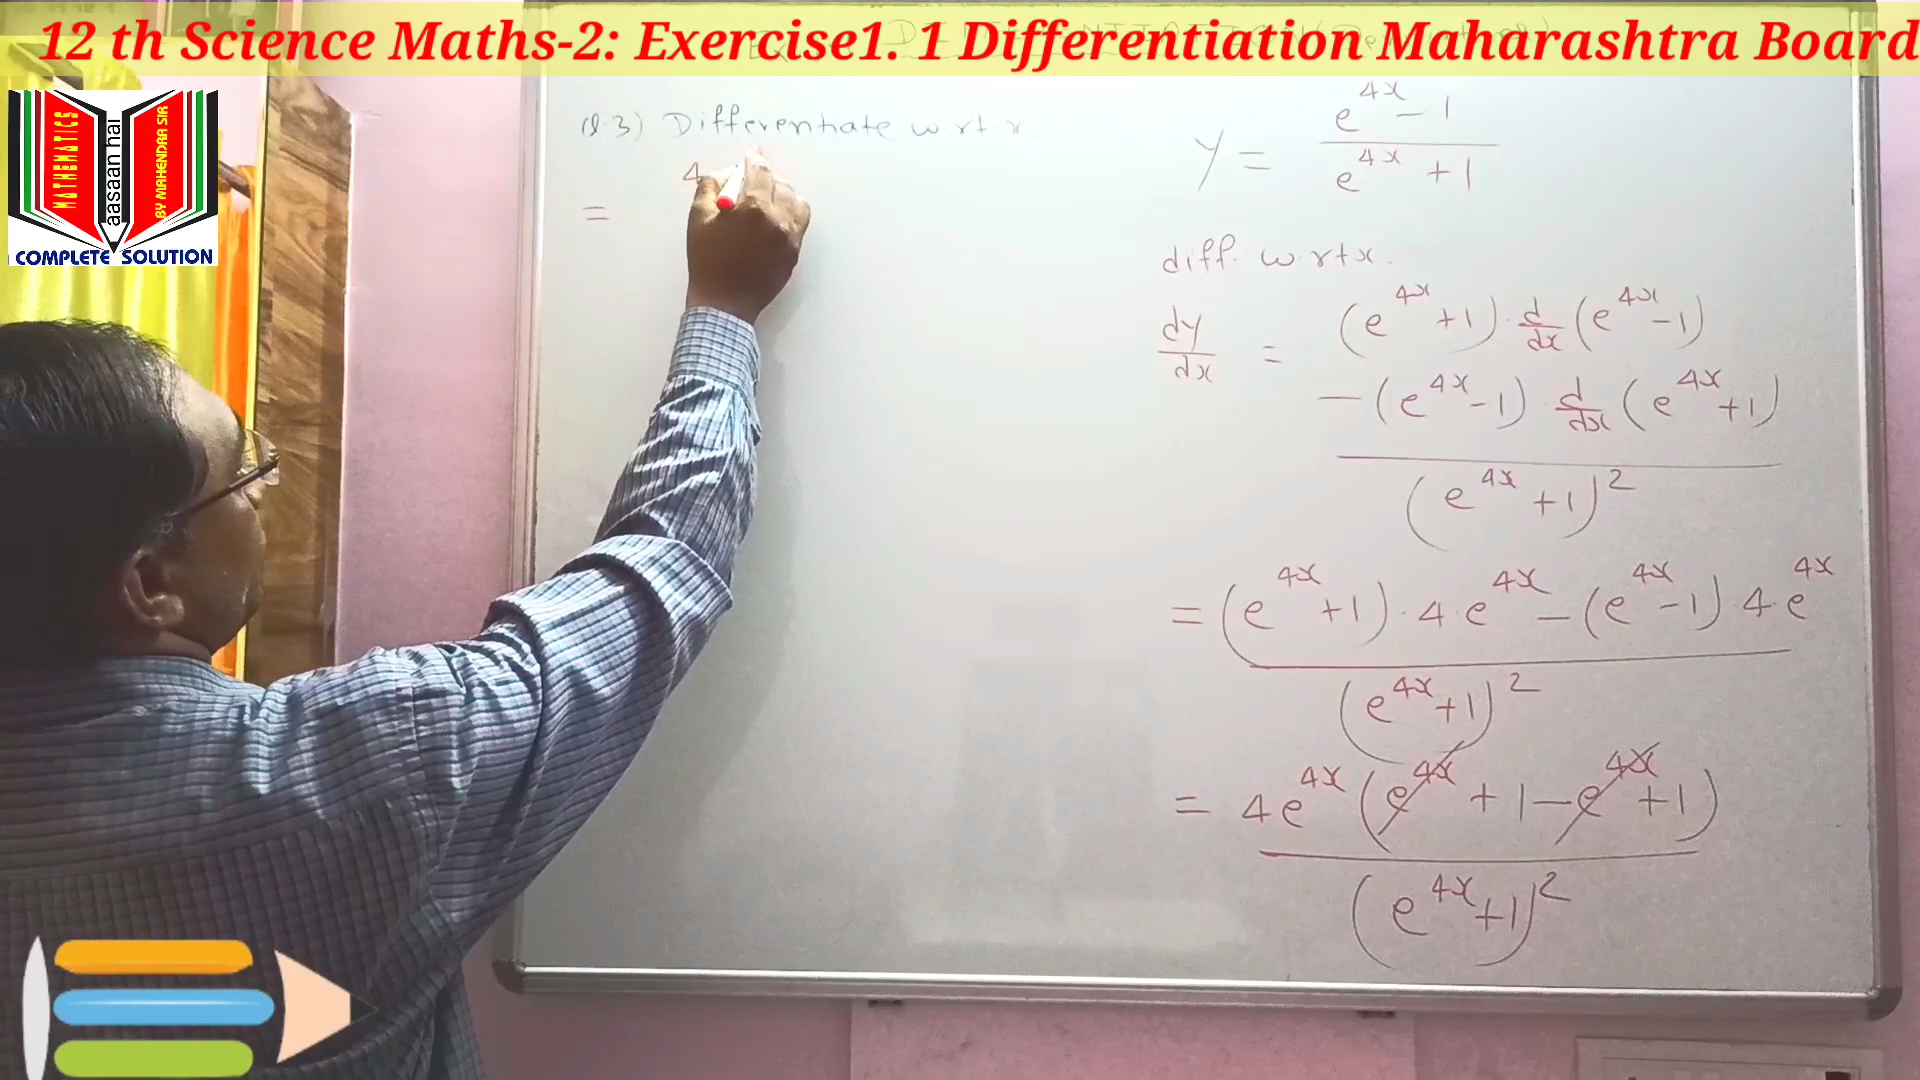 12 th Science Maths-2: Exercise1. 1 Differentiation Maharashtra Board
MATHEMATICS
aasaan hai
BY MAHENDRA SIR
COMPLETE SOLUTION
Q.3) Differentiate w.r.t.x
= 4
y = (e^4x - 1) / (e^4x + 1)
diff. w.r.t x.
dy/dx = (e^4x + 1) · d/dx (e^4x - 1)
- (e^4x - 1) · d/dx (e^4x + 1)
(e^4x + 1)^2
= (e^4x + 1) · 4 · e^4x - (e^4x - 1) 4 · e^4x
(e^4x + 1)^2
= 4e^4x (e^4x + 1 - e^4x + 1)
(e^4x + 1)^2